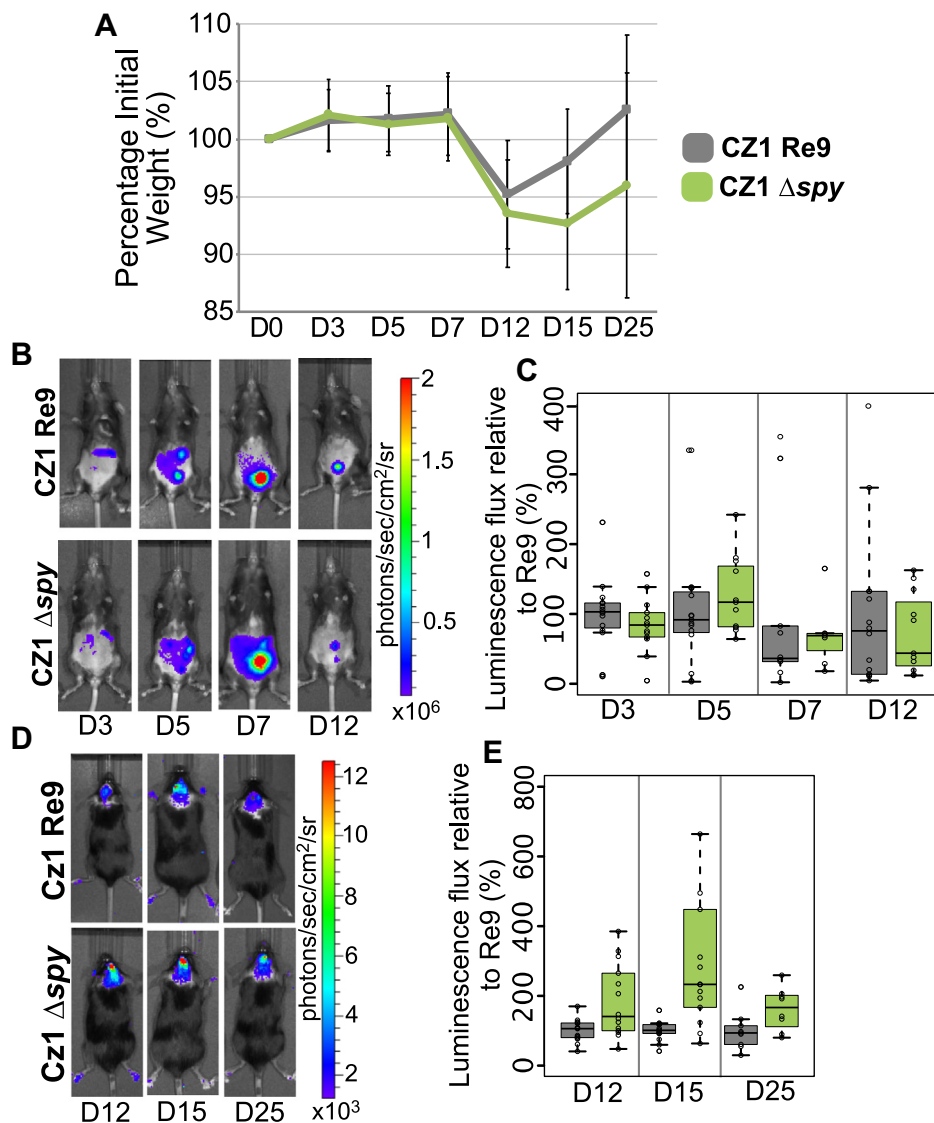 A
Percentage Initial
Weight (%)
110
105
100
95
90
85
D0 D3 D5 D7 D12 D15 D25
CZ1 Re9
CZ1 Δspy
B
CZ1 Re9
CZ1 Δspy
D3 D5 D7 D12
2
1.5
1
0.5
x10⁶
photons/sec/cm²/sr
C
Luminescence flux relative
to Re9 (%)
400
300
200
100
0
D3 D5 D7 D12
D
Cz1 Re9
Cz1 Δspy
D12 D15 D25
12
10
8
6
4
2
x10³
photons/sec/cm²/sr
E
Luminescence flux relative
to Re9 (%)
800
600
400
200
0
D12 D15 D25